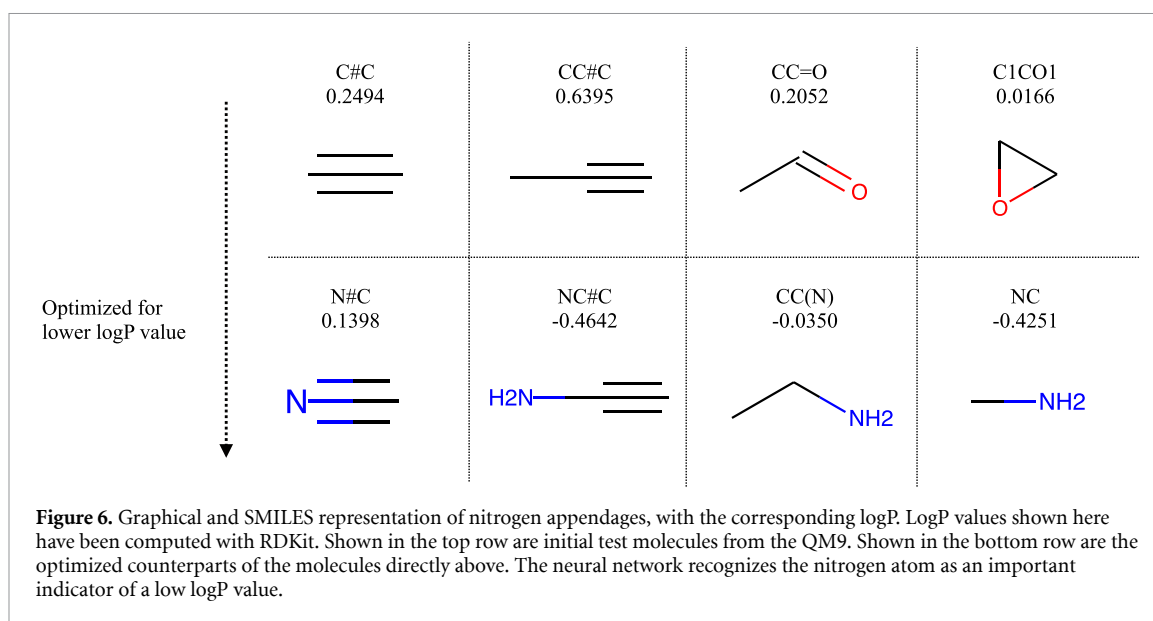 C#C
0.2494
CC#C
0.6395
CC=O
0.2052
C1CO1
0.0166
O
O
Optimized for
lower logP value
N#C
0.1398
NC#C
-0.4642
CC(N)
-0.0350
NC
-0.4251
N
H2N
NH2
NH2
Figure 6. Graphical and SMILES representation of nitrogen appendages, with the corresponding logP. LogP values shown here
have been computed with RDKit. Shown in the top row are initial test molecules from the QM9. Shown in the bottom row are the
optimized counterparts of the molecules directly above. The neural network recognizes the nitrogen atom as an important
indicator of a low logP value.